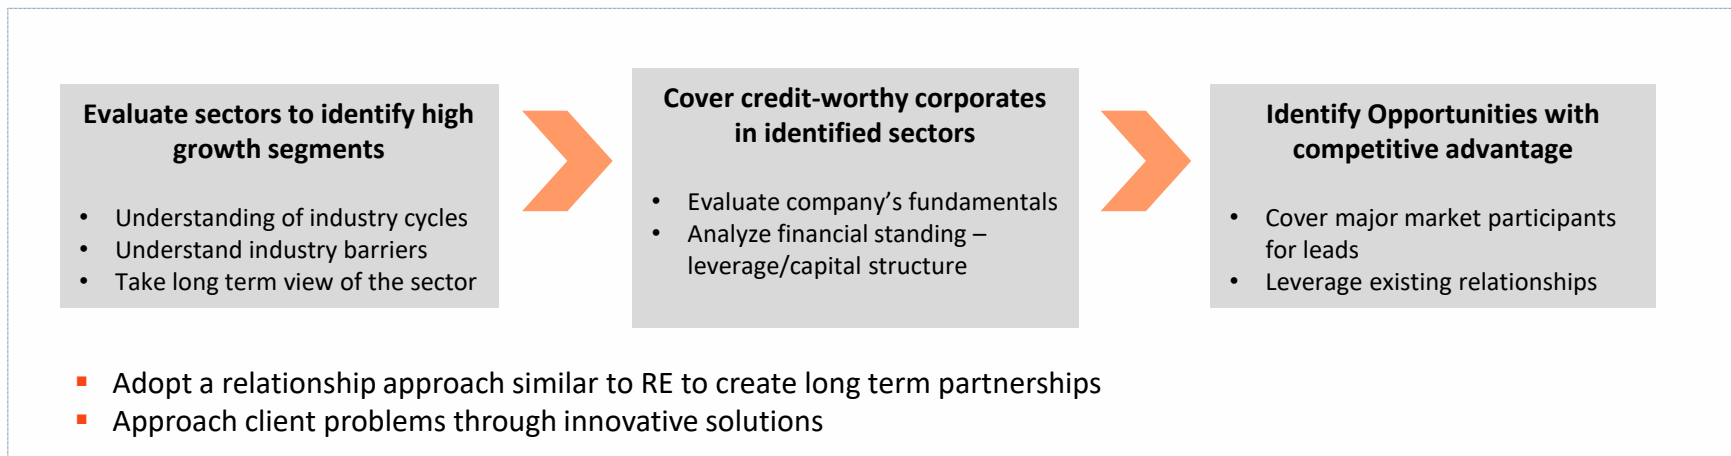 Evaluate sectors to identify high
growth segments
• Understanding of industry cycles
• Understand industry barriers
• Take long term view of the sector
Cover credit-worthy corporates
in identified sectors
• Evaluate company’s fundamentals
• Analyze financial standing –
leverage/capital structure
Identify Opportunities with
competitive advantage
• Cover major market participants
for leads
• Leverage existing relationships
▪ Adopt a relationship approach similar to RE to create long term partnerships
▪ Approach client problems through innovative solutions